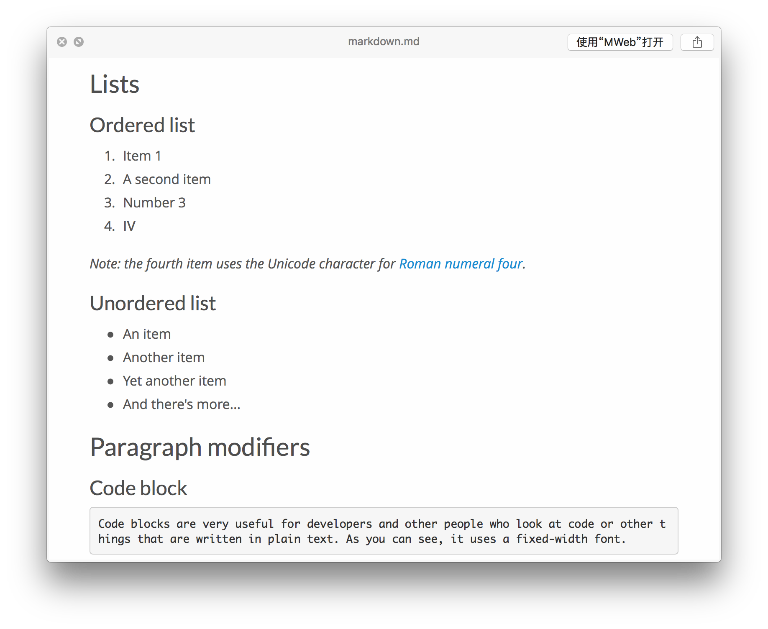 markdown.md
使用“MWeb”打开
Lists
Ordered list
1. Item 1
2. A second item
3. Number 3
4. Ⅳ
Note: the fourth item uses the Unicode character for Roman numeral four.
Unordered list
• An item
• Another item
• Yet another item
• And there's more...
Paragraph modifiers
Code block
Code blocks are very useful for developers and other people who look at code or other t
hings that are written in plain text. As you can see, it uses a fixed-width font.